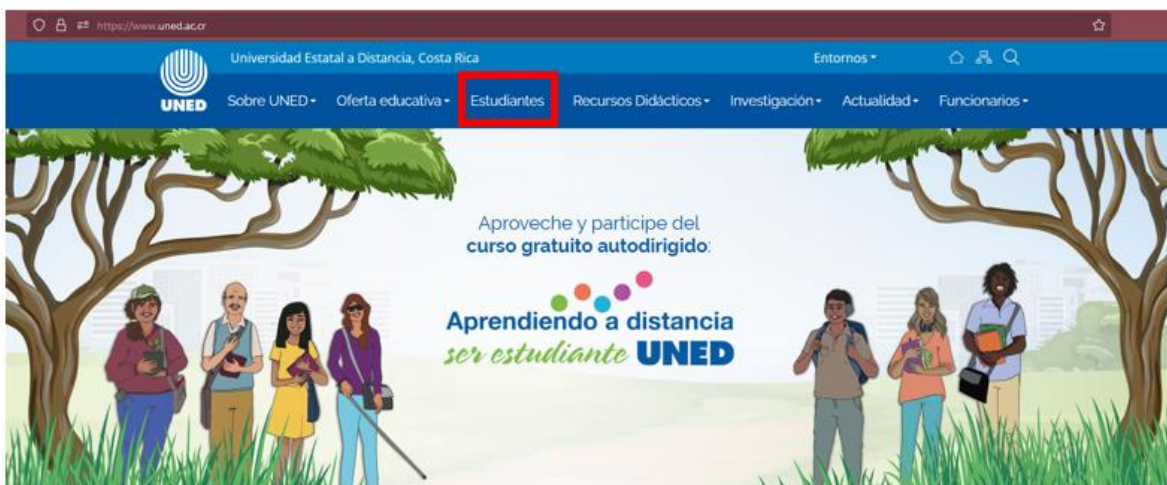 https://www.uned.ac.cr
Universidad Estatal a Distancia, Costa Rica
Entornos
UNED
Sobre UNED
Oferta educativa
Estudiantes
Recursos Didácticos
Investigación
Actualidad
Funcionarios
Aproveche y participe del
curso gratuito autodirigido:
Aprendiendo a distancia
ser estudiante UNED